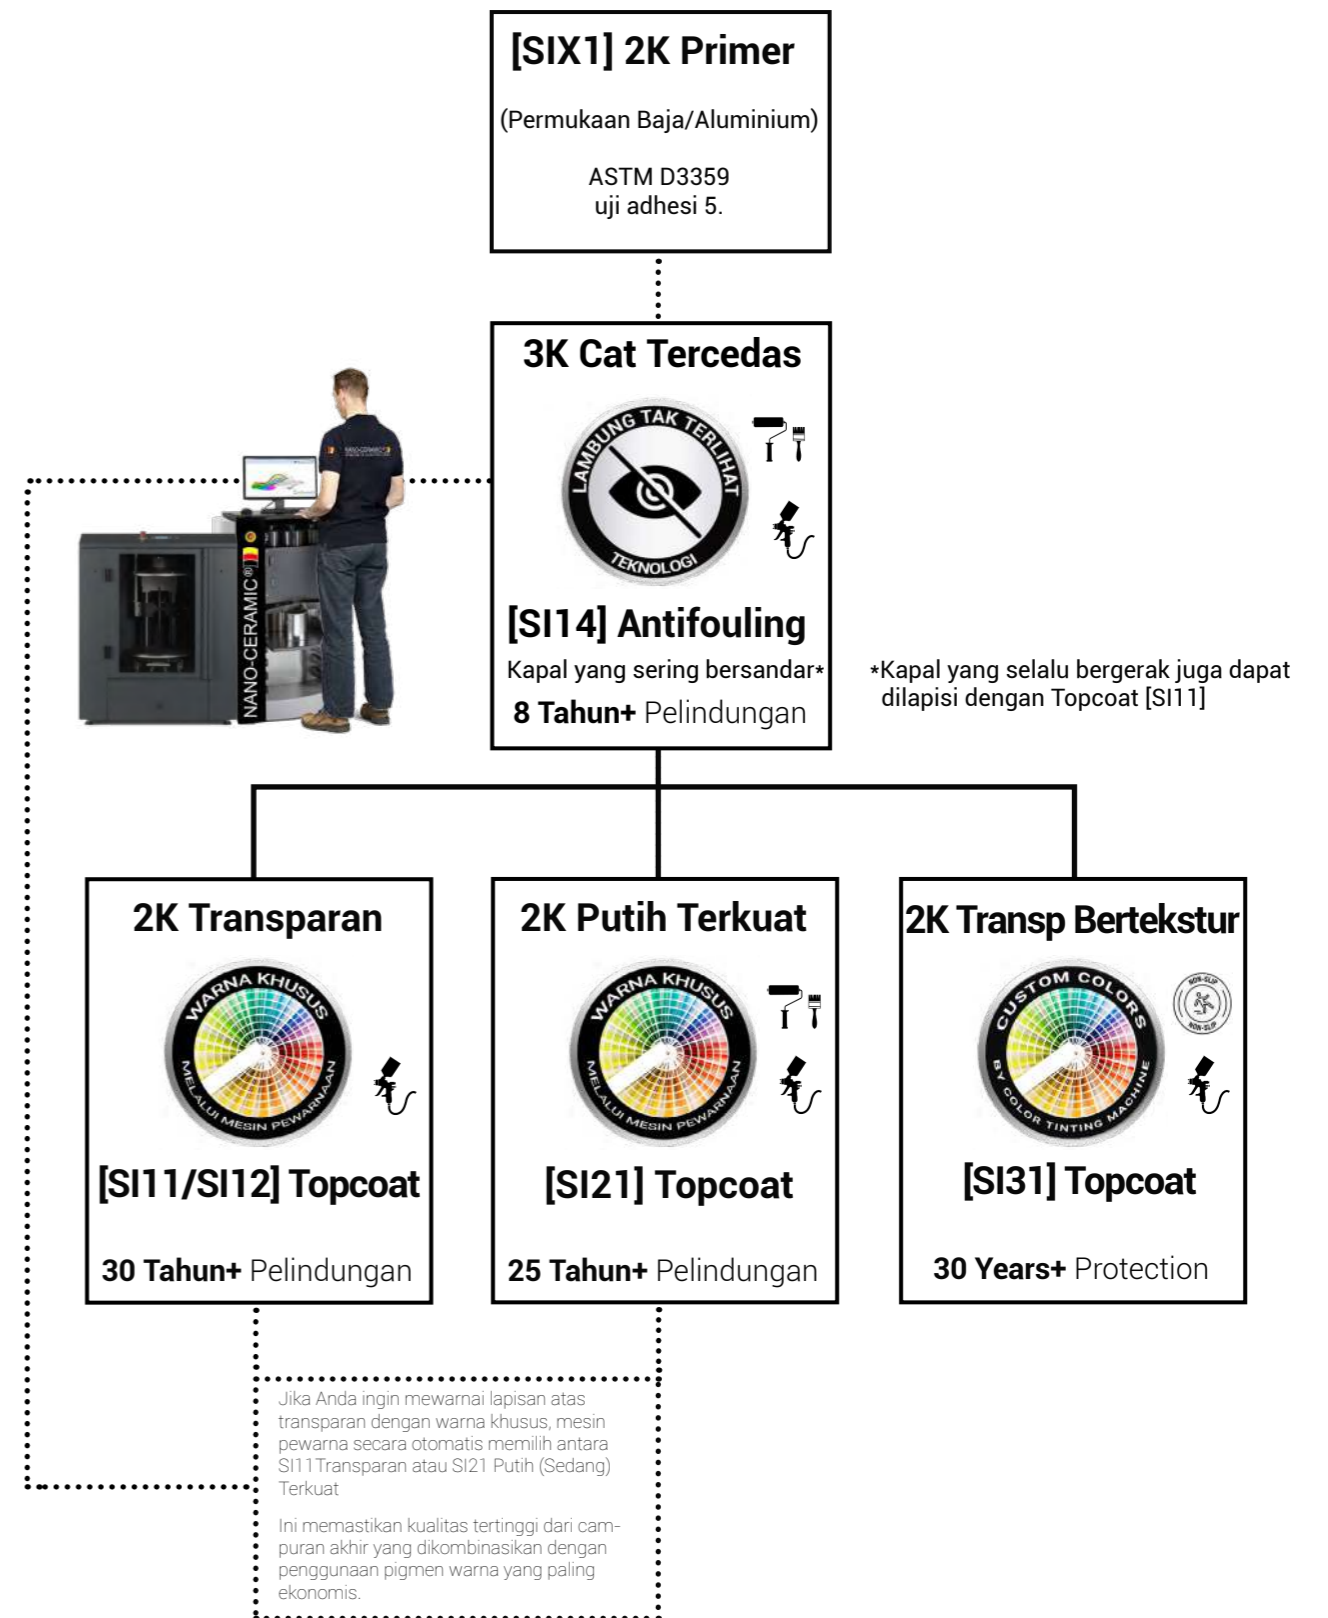 [SIX1] 2K Primer
(Permukaan Baja/Aluminium)
ASTM D3359
uji adhesi 5.
3K Cat Tercedas
LAMBUNG TAK TERLIHAT
TEKNOLOGI
[SI14] Antifouling
Kapal yang sering bersandar*
8 Tahun+ Pelindungan
*Kapal yang selalu bergerak juga dapat
dilapisi dengan Topcoat [SI11]
NANO-CERAMIC®
2K Transparan
WARNA KHUSUS
MELALUI MESIN PEWARNAAN
[SI11/SI12] Topcoat
30 Tahun+ Pelindungan
2K Putih Terkuat
WARNA KHUSUS
MELALUI MESIN PEWARNAAN
[SI21] Topcoat
25 Tahun+ Pelindungan
2K Transp Bertekstur
CUSTOM COLORS
BY COLOR TINTING MACHINE
NON-SLIP
NON-SLIP
[SI31] Topcoat
30 Years+ Protection
Jika Anda ingin mewarnai lapisan atas
transparan dengan warna khusus, mesin
pewarna secara otomatis memilih antara
SI11Transparan atau SI21 Putih (Sedang)
Terkuat
Ini memastikan kualitas tertinggi dari cam-
puran akhir yang dikombinasikan dengan
penggunaan pigmen warna yang paling
ekonomis.